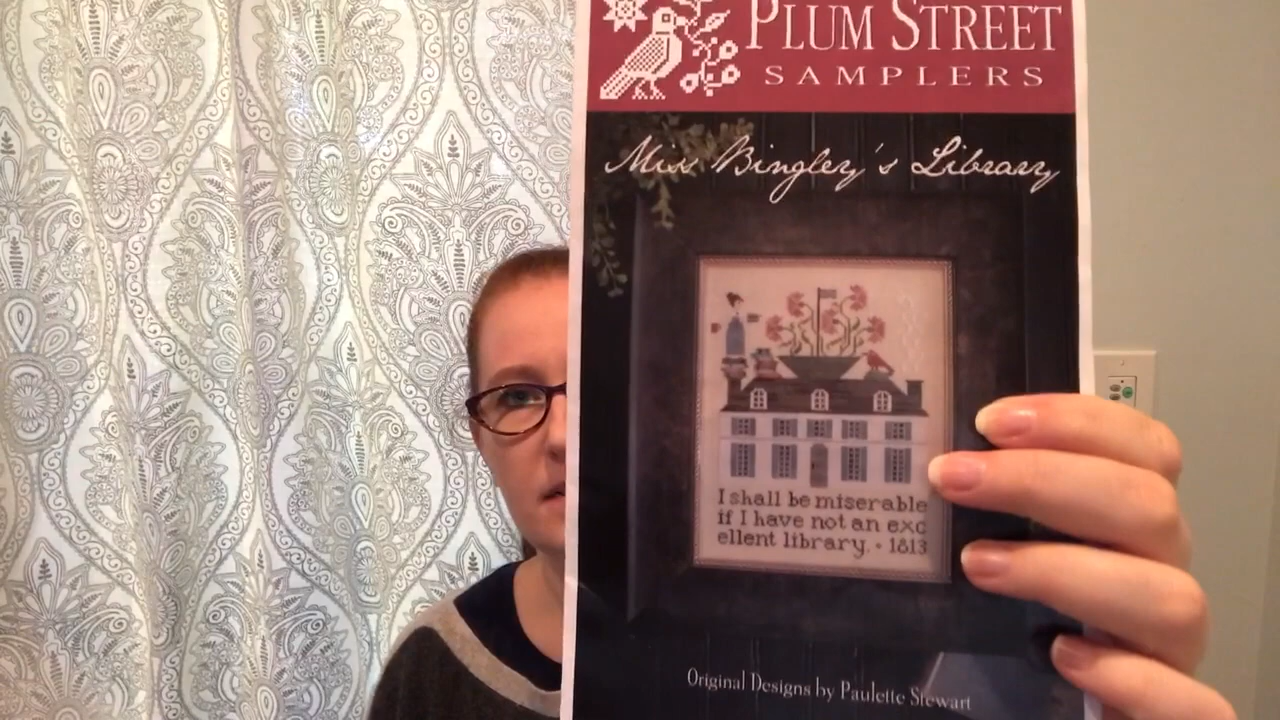 PLUM STREET
SAMPLERS
Miss Bingley's Library
I shall be miserable
if I have not an exc
ellent library. • 1813
Original Designs by Paulette Stewart